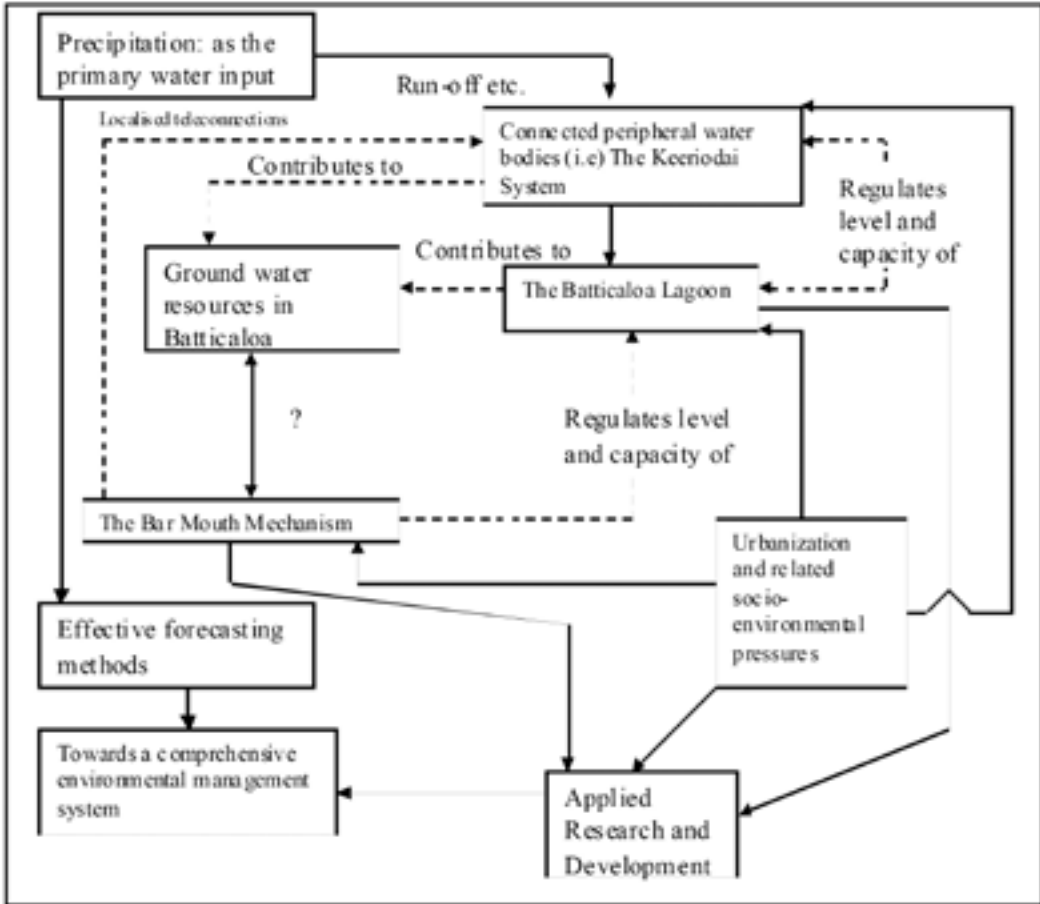 Precipitation: as the
primary water input
Run-off etc.
Localised teleconnections
Connected peripheral water
bodies (i.e) The Keeriodai
System
Contributes to
Regulates
level and
capacity of
Contributes to
Ground water
resources in
Batticaloa
The Batticaloa Lagoon
?
Regulates level
and capacity of
The Bar Mouth Mechanism
Urbanization
and related
socio-
environmental
pressures
Effective forecasting
methods
Towards a comprehensive
environmental management
system
Applied
Research and
Development